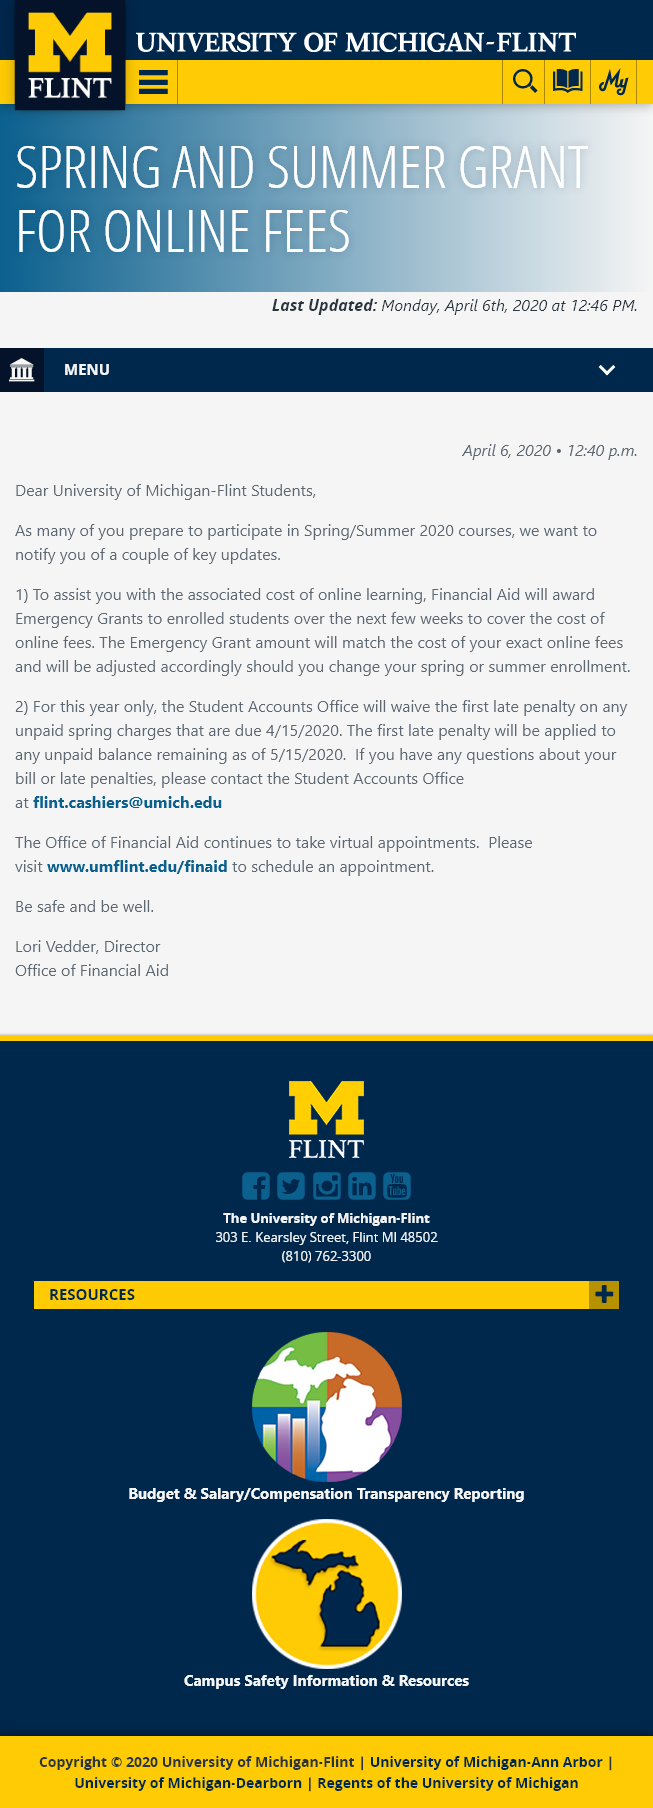 M
FLINT
UNIVERSITY OF MICHIGAN-FLINT
My
SPRING AND SUMMER GRANT
FOR ONLINE FEES
Last Updated: Monday, April 6th, 2020 at 12:46 PM.
MENU
April 6, 2020 • 12:40 p.m.
Dear University of Michigan-Flint Students,
As many of you prepare to participate in Spring/Summer 2020 courses, we want to
notify you of a couple of key updates.
1) To assist you with the associated cost of online learning, Financial Aid will award
Emergency Grants to enrolled students over the next few weeks to cover the cost of
online fees. The Emergency Grant amount will match the cost of your exact online fees
and will be adjusted accordingly should you change your spring or summer enrollment.
2) For this year only, the Student Accounts Office will waive the first late penalty on any
unpaid spring charges that are due 4/15/2020. The first late penalty will be applied to
any unpaid balance remaining as of 5/15/2020.  If you have any questions about your
bill or late penalties, please contact the Student Accounts Office
at flint.cashiers@umich.edu
The Office of Financial Aid continues to take virtual appointments.  Please
visit www.umflint.edu/finaid to schedule an appointment.
Be safe and be well.
Lori Vedder, Director
Office of Financial Aid
M
FLINT
You
Tube
The University of Michigan-Flint
303 E. Kearsley Street, Flint MI 48502
(810) 762-3300
RESOURCES
Budget & Salary/Compensation Transparency Reporting
Campus Safety Information & Resources
Copyright © 2020 University of Michigan-Flint | University of Michigan-Ann Arbor |
University of Michigan-Dearborn | Regents of the University of Michigan